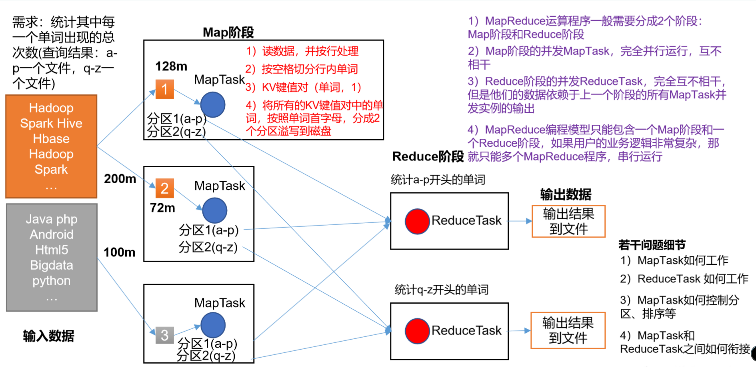 需求：统计其中每
一个单词出现的总
次数(查询结果：a-
p一个文件，q-z一
个文件)
Hadoop
Spark Hive
Hbase
Hadoop
Spark
…
Java php
Android
Html5
Bigdata
python
…
输入数据
200m
100m
Map阶段
128m
1
MapTask
分区1(a-p)
分区2(q-z)
1）读数据，并按行处理
2）按空格切分行内单词
3）KV键值对（单词，1）
4）将所有的KV键值对中的单
词，按照单词首字母，分成2
个分区溢写到磁盘
MapTask
2
72m
分区1(a-p)
分区2(q-z)
MapTask
3
分区1(a-p)
分区2(q-z)
1）MapReduce运算程序一般需要分成2个阶段：
Map阶段和Reduce阶段
2）Map阶段的并发MapTask，完全并行运行，互不
相干
3）Reduce阶段的并发ReduceTask，完全互不相干，
但是他们的数据依赖于上一个阶段的所有MapTask并
发实例的输出
4）MapReduce编程模型只能包含一个Map阶段和一
个Reduce阶段，如果用户的业务逻辑非常复杂，那
就只能多个MapReduce程序，串行运行
Reduce阶段
统计a-p开头的单词
ReduceTask
统计q-z开头的单词
ReduceTask
输出数据
输出结果
到文件
输出结果
到文件
若干问题细节
1）MapTask如何工作
2）ReduceTask 如何工作
3）MapTask如何控制分
区、排序等
4）MapTask和
ReduceTask之间如何衔接